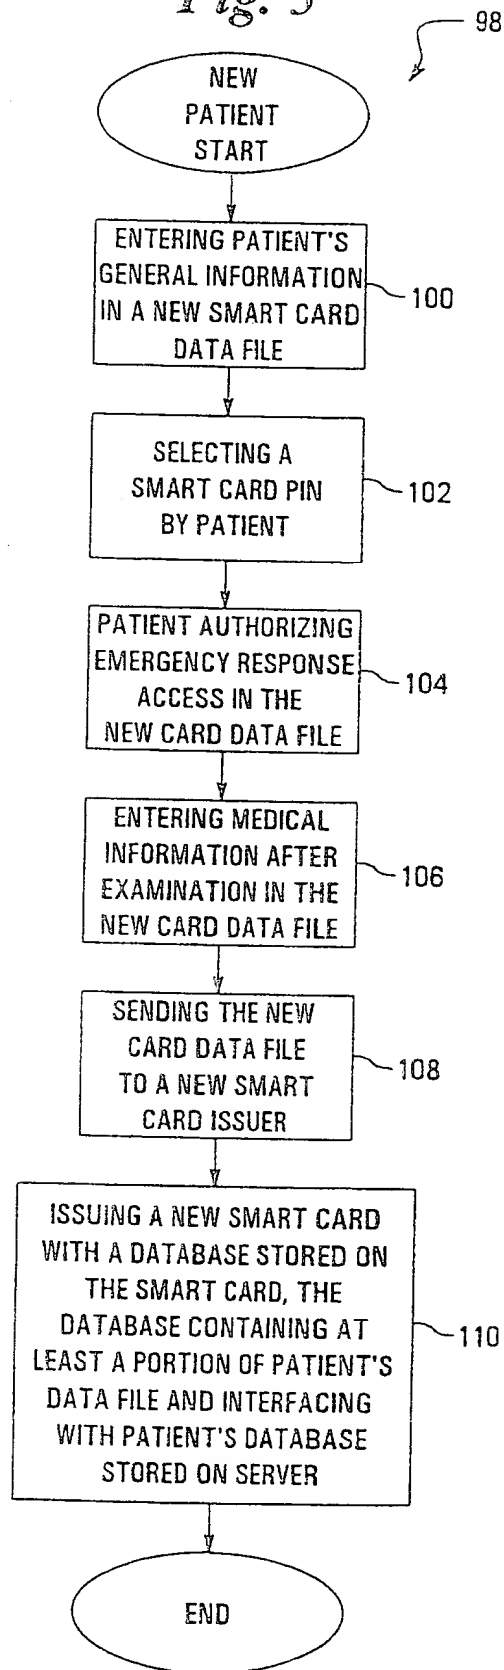 98
NEW
PATIENT
START
ENTERING PATIENT'S
GENERAL INFORMATION
IN A NEW SMART CARD
DATA FILE
100
SELECTING A
SMART CARD PIN
BY PATIENT
102
PATIENT AUTHORIZING
EMERGENCY RESPONSE
ACCESS IN THE
NEW CARD DATA FILE
104
ENTERING MEDICAL
INFORMATION AFTER
EXAMINATION IN THE
NEW CARD DATA FILE
106
SENDING THE NEW
CARD DATA FILE
TO A NEW SMART
CARD ISSUER
108
ISSUING A NEW SMART CARD
WITH A DATABASE STORED ON
THE SMART CARD, THE
DATABASE CONTAINING AT
LEAST A PORTION OF PATIENT'S
DATA FILE AND INTERFACING
WITH PATIENT'S DATABASE
STORED ON SERVER
110
END